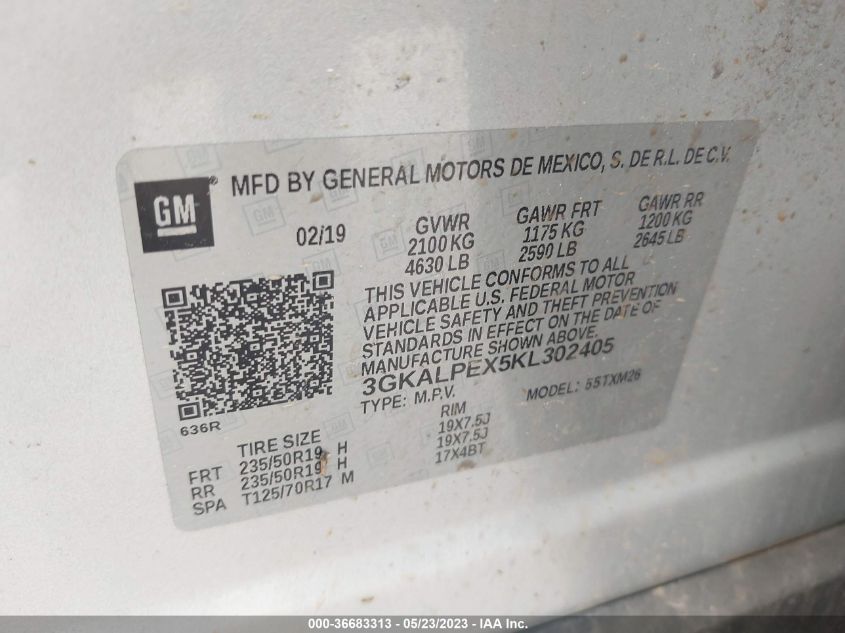 GM ®
MFD BY GENERAL MOTORS DE MEXICO, S. DE R.L. DE C.V.
02/19
GVWR
2100 KG
4630 LB
GAWR FRT
1175 KG
2590 LB
GAWR RR
1200 KG
2645 LB
THIS VEHICLE CONFORMS TO ALL
APPLICABLE U.S. FEDERAL MOTOR
VEHICLE SAFETY AND THEFT PREVENTION
STANDARDS IN EFFECT ON THE DATE OF
MANUFACTURE SHOWN ABOVE.
3GKALPEX5KL302405
TYPE: M.P.V.
MODEL: 55TXM26
636R
TIRE SIZE
RIM
FRT 235/50R19 H 19X7.5J
RR 235/50R19 H 19X7.5J
SPA T125/70R17 M 17X4BT
000-36683313 - 05/23/2023 - Copyright IAA, Inc.